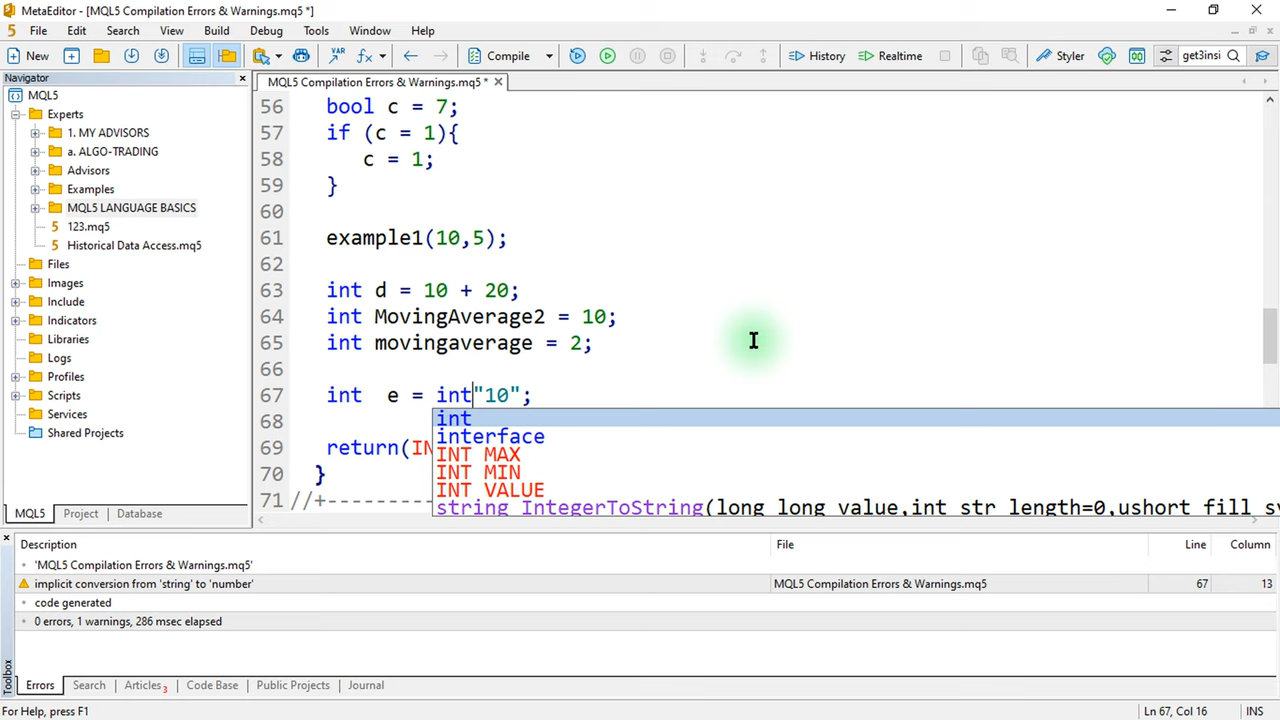 MetaEditor - [MQL5 Compilation Errors & Warnings.mq5 *]
5 File Edit Search View Build Debug Tools Window Help
New VAR fx Compile History Realtime Styler get3insi
Navigator
MQL5 Compilation Errors & Warnings.mq5 *
MQL5
Experts
1. MY ADVISORS
a. ALGO-TRADING
Advisors
Examples
MQL5 LANGUAGE BASICS
5 123.mq5
5 Historical Data Access.mq5
Files
Images
Include
Indicators
Libraries
Logs
Profiles
Scripts
Services
Shared Projects
MQL5 Project Database
56 bool c = 7;
57 if (c = 1){
58 c = 1;
59 }
60
61 example1(10,5);
62
63 int d = 10 + 20;
64 int MovingAverage2 = 10;
65 int movingaverage = 2;
66
67 int e = int"10";
int
68
interface
69 return(IN
INT MAX
INT MIN
70 }
INT VALUE
71 //+--------
string IntegerToString(long long value,int str length=0,ushort fill sy
Description File Line Column
'MQL5 Compilation Errors & Warnings.mq5'
implicit conversion from 'string' to 'number' MQL5 Compilation Errors & Warnings.mq5 67 13
code generated
0 errors, 1 warnings, 286 msec elapsed
Toolbox
Errors Search Articles 3 Code Base Public Projects Journal
For Help, press F1 Ln 67, Col 16 INS